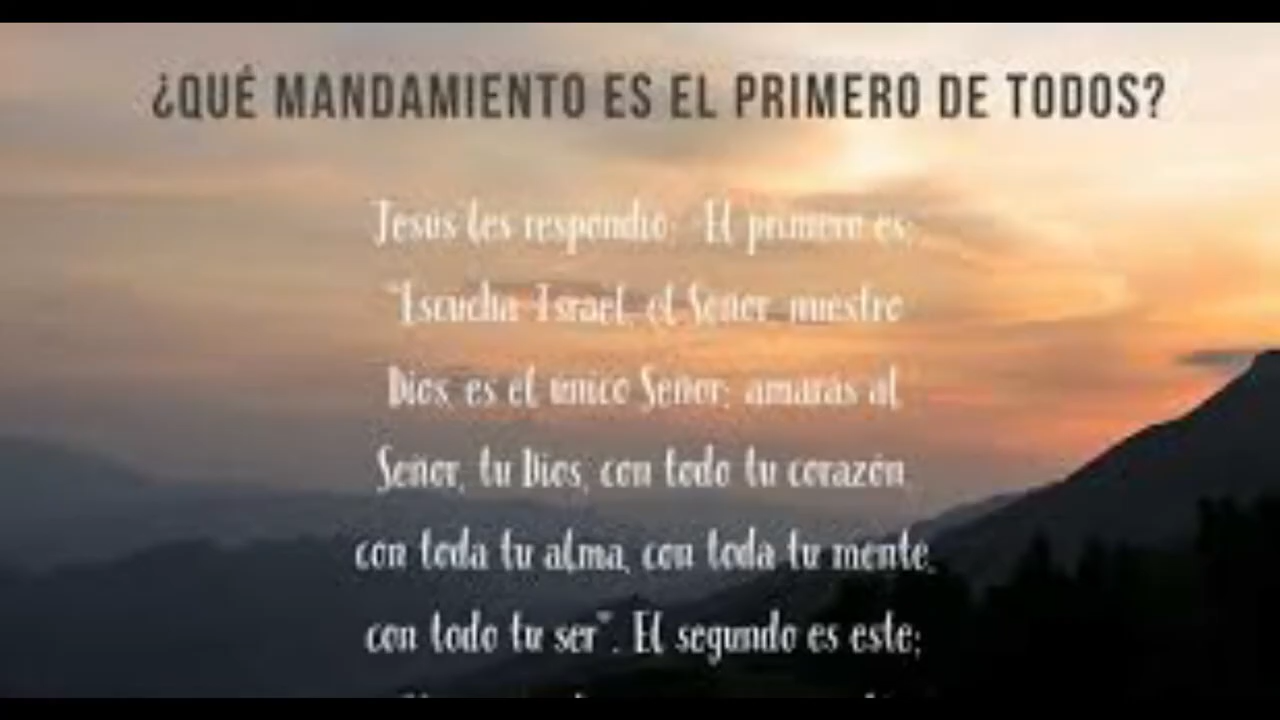 ¿QUÉ MANDAMIENTO ES EL PRIMERO DE TODOS?
Jesús les respondió: -El primero es:
"Escucha Israel, el Señor, nuestro
Dios, es el único Señor; amarás al
Señor, tu Dios, con todo tu corazón,
con toda tu alma, con toda tu mente,
con todo tu ser". El segundo es este: